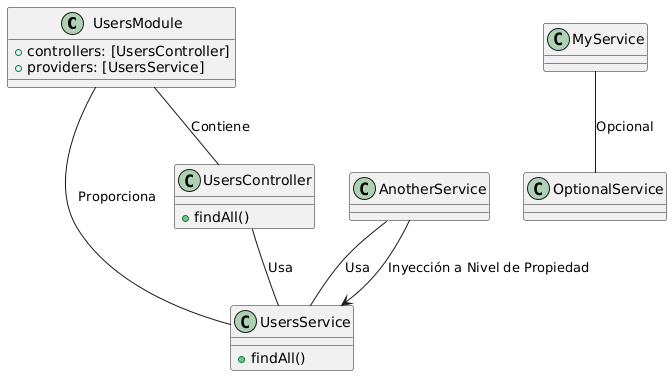 C UsersModule
controllers: [UsersController]
providers: [UsersService]
C MyService
Contiene
Opcional
Proporciona
C UsersController
findAll()
C AnotherService
C OptionalService
Usa
Usa
Inyección a Nivel de Propiedad
C UsersService
findAll()